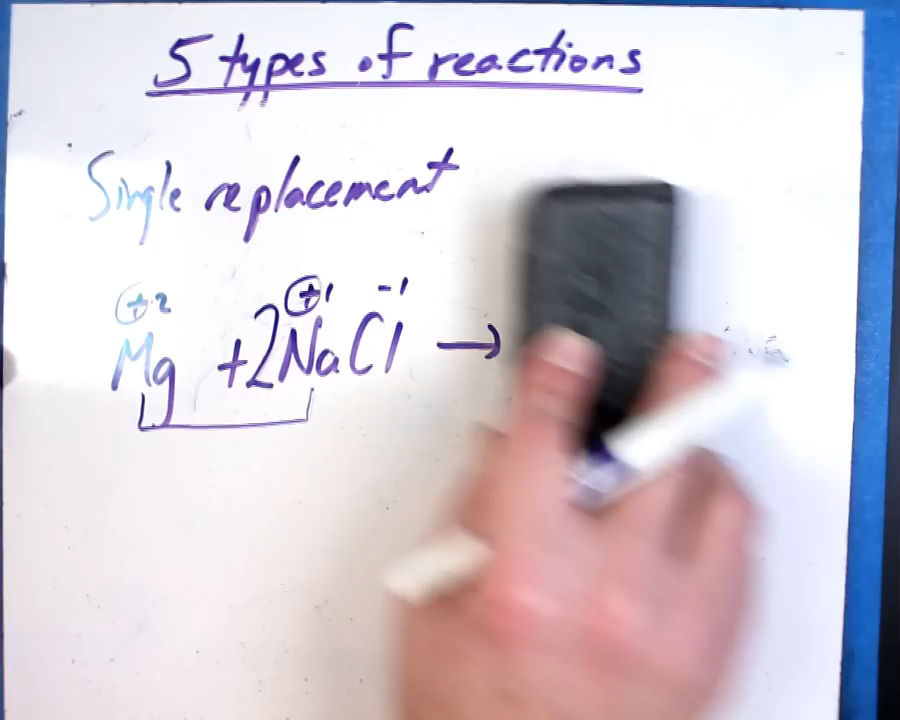 5 types of reactions
Single replacement
+2 +1 -1
Mg + 2NaCl →